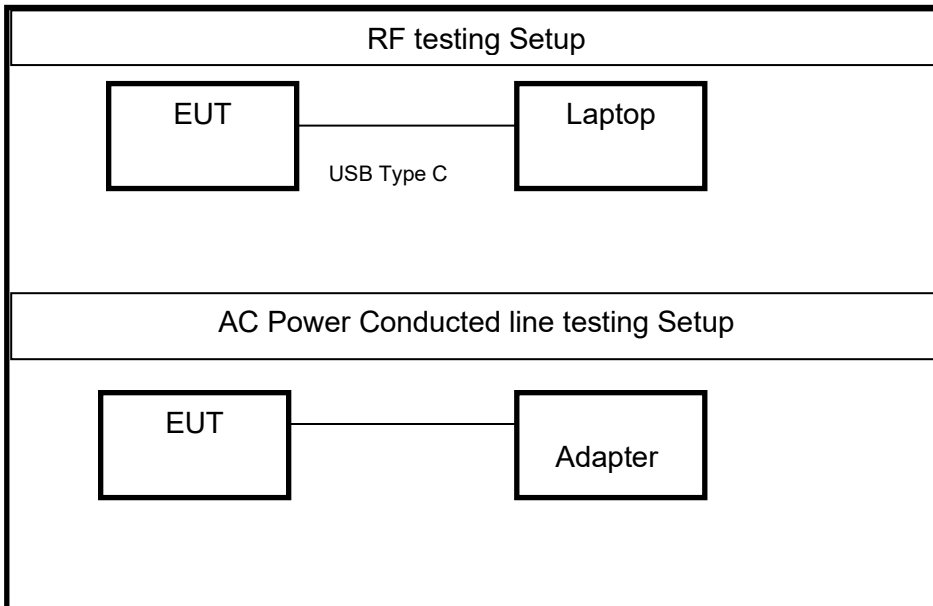 RF testing Setup
EUT
Laptop
USB Type C
AC Power Conducted line testing Setup
EUT
Adapter